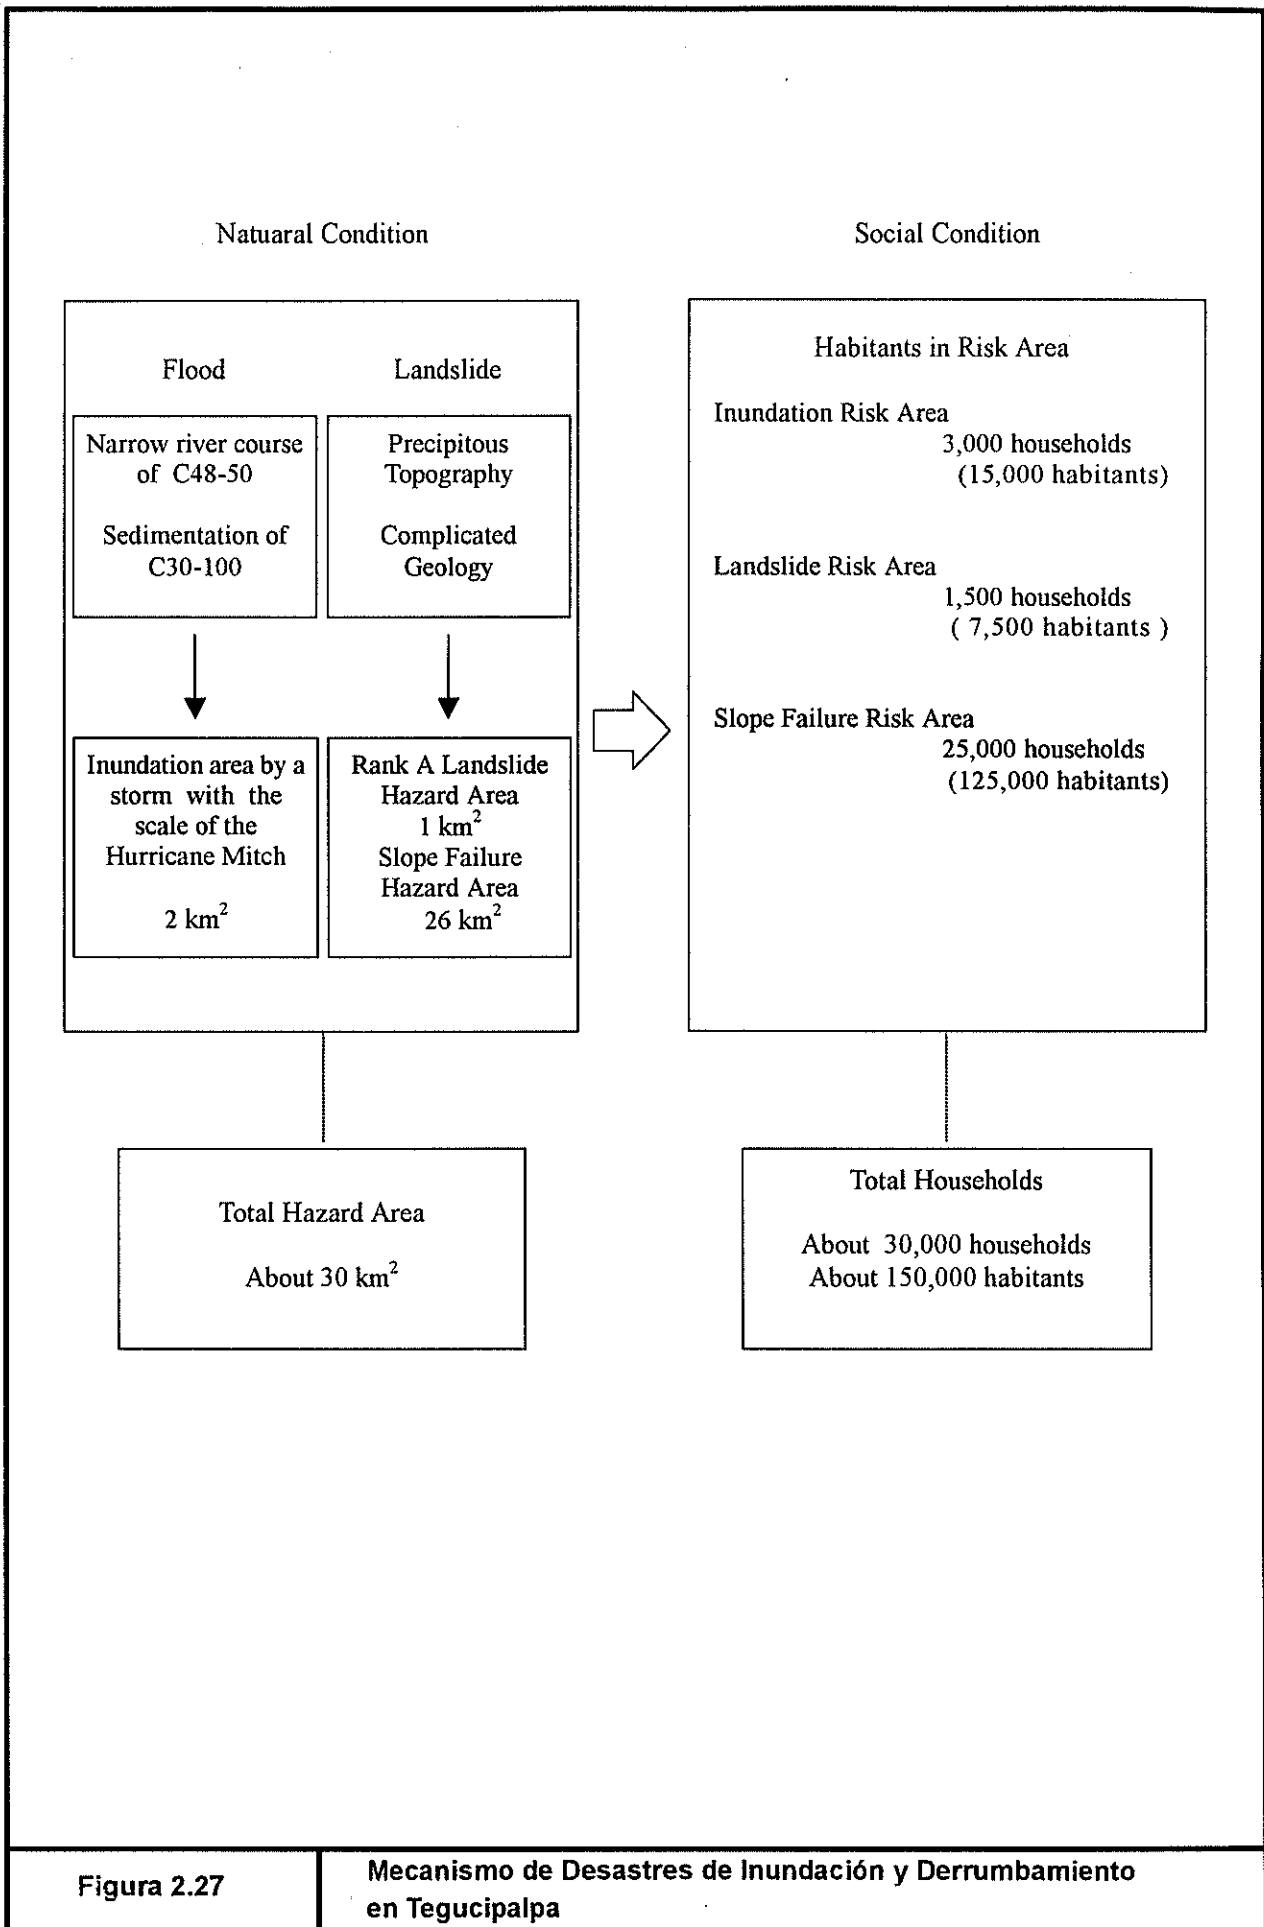 Natuaral Condition
Social Condition
Flood
Narrow river course
of C48-50
Sedimentation of
C30-100
Inundation area by a
storm with the
scale of the
Hurricane Mitch
2 km²
Landslide
Precipitous
Topography
Complicated
Geology
Rank A Landslide
Hazard Area
1 km²
Slope Failure
Hazard Area
26 km²
Habitants in Risk Area
Inundation Risk Area
3,000 households
(15,000 habitants)
Landslide Risk Area
1,500 households
( 7,500 habitants )
Slope Failure Risk Area
25,000 households
(125,000 habitants)
Total Hazard Area
About 30 km²
Total Households
About 30,000 households
About 150,000 habitants
Figura 2.27
Mecanismo de Desastres de Inundación y Derrumbamiento
en Tegucipalpa